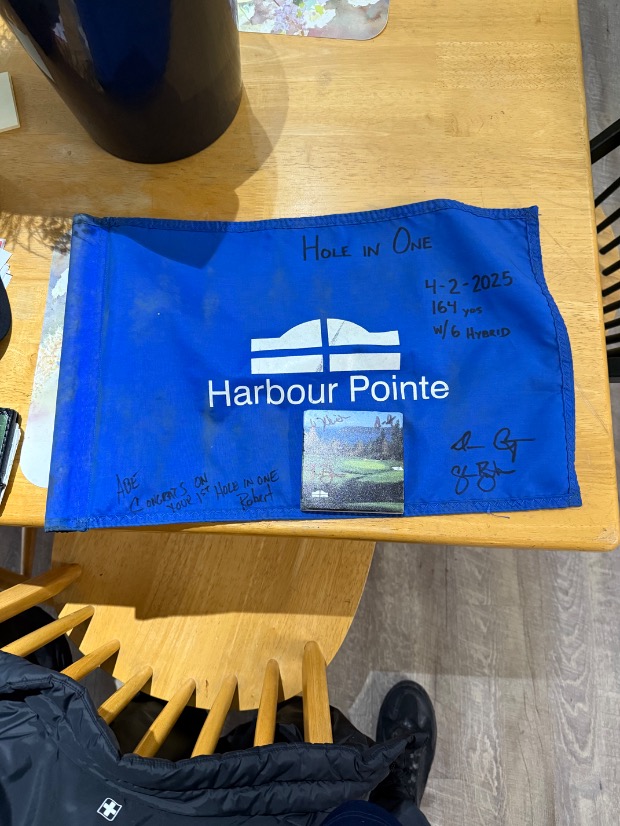 HOLE IN ONE
4-2-2025
164 YDS
W/6 HYBRID
Harbour Pointe
ABE
CONGRATS ON
YOUR 1ST HOLE IN ONE
Robert